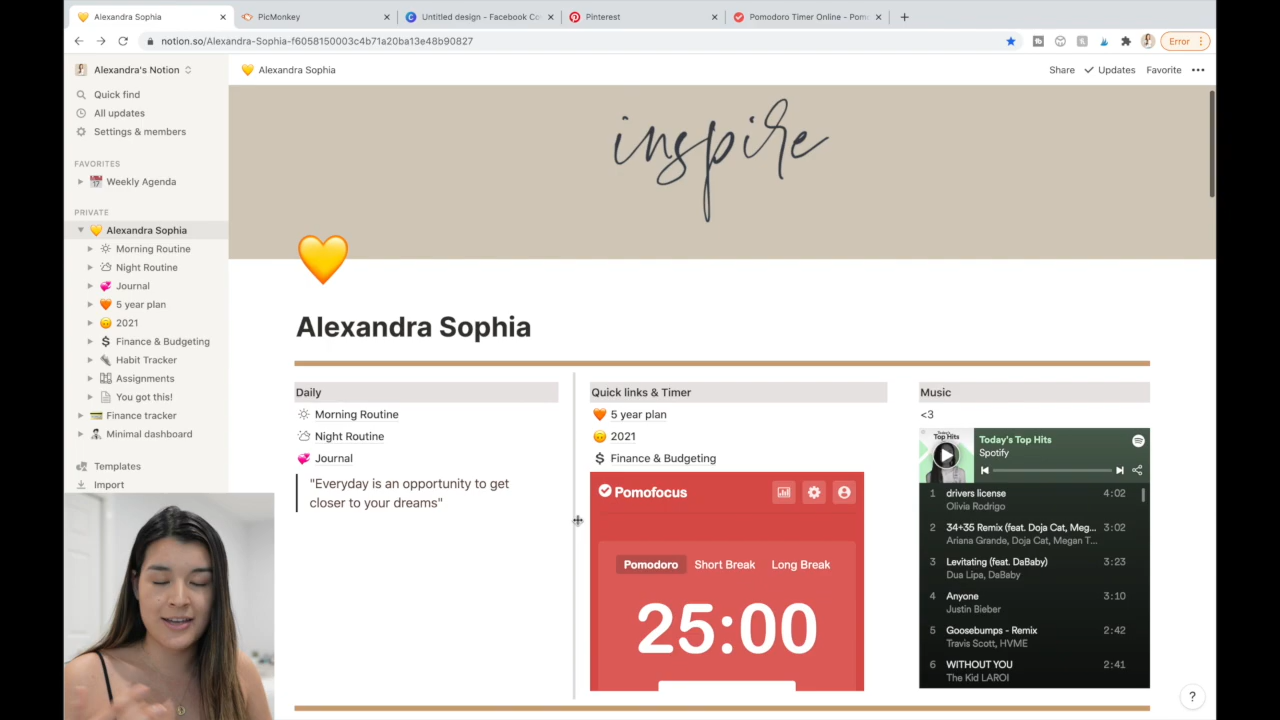 Alexandra Sophia
PicMonkey
Untitled design - Facebook Co
Pinterest
Pomodoro Timer Online - Pom
notion.so/Alexandra-Sophia-f6058150003c4b71a20ba13e48b90827
Error
Alexandra's Notion
Alexandra Sophia
Share
Updates
Favorite
Quick find
All updates
Settings & members
FAVORITES
Weekly Agenda
PRIVATE
Alexandra Sophia
Morning Routine
Night Routine
Journal
5 year plan
2021
Finance & Budgeting
Habit Tracker
Assignments
You got this!
Finance tracker
Minimal dashboard
Templates
Import
inspire
Alexandra Sophia
Daily
Morning Routine
Night Routine
Journal
"Everyday is an opportunity to get
closer to your dreams"
Quick links & Timer
5 year plan
2021
Finance & Budgeting
Pomofocus
Pomodoro
Short Break
Long Break
25:00
Music
<3
Today's
Top Hits
Today's Top Hits
Spotify
1 drivers license 4:02
Olivia Rodrigo
2 34+35 Remix (feat. Doja Cat, Meg... 3:02
Ariana Grande, Doja Cat, Megan T...
3 Levitating (feat. DaBaby) 3:23
Dua Lipa, DaBaby
4 Anyone 3:10
Justin Bieber
5 Goosebumps - Remix 2:42
Travis Scott, HVME
6 WITHOUT YOU 2:41
The Kid LAROI
?